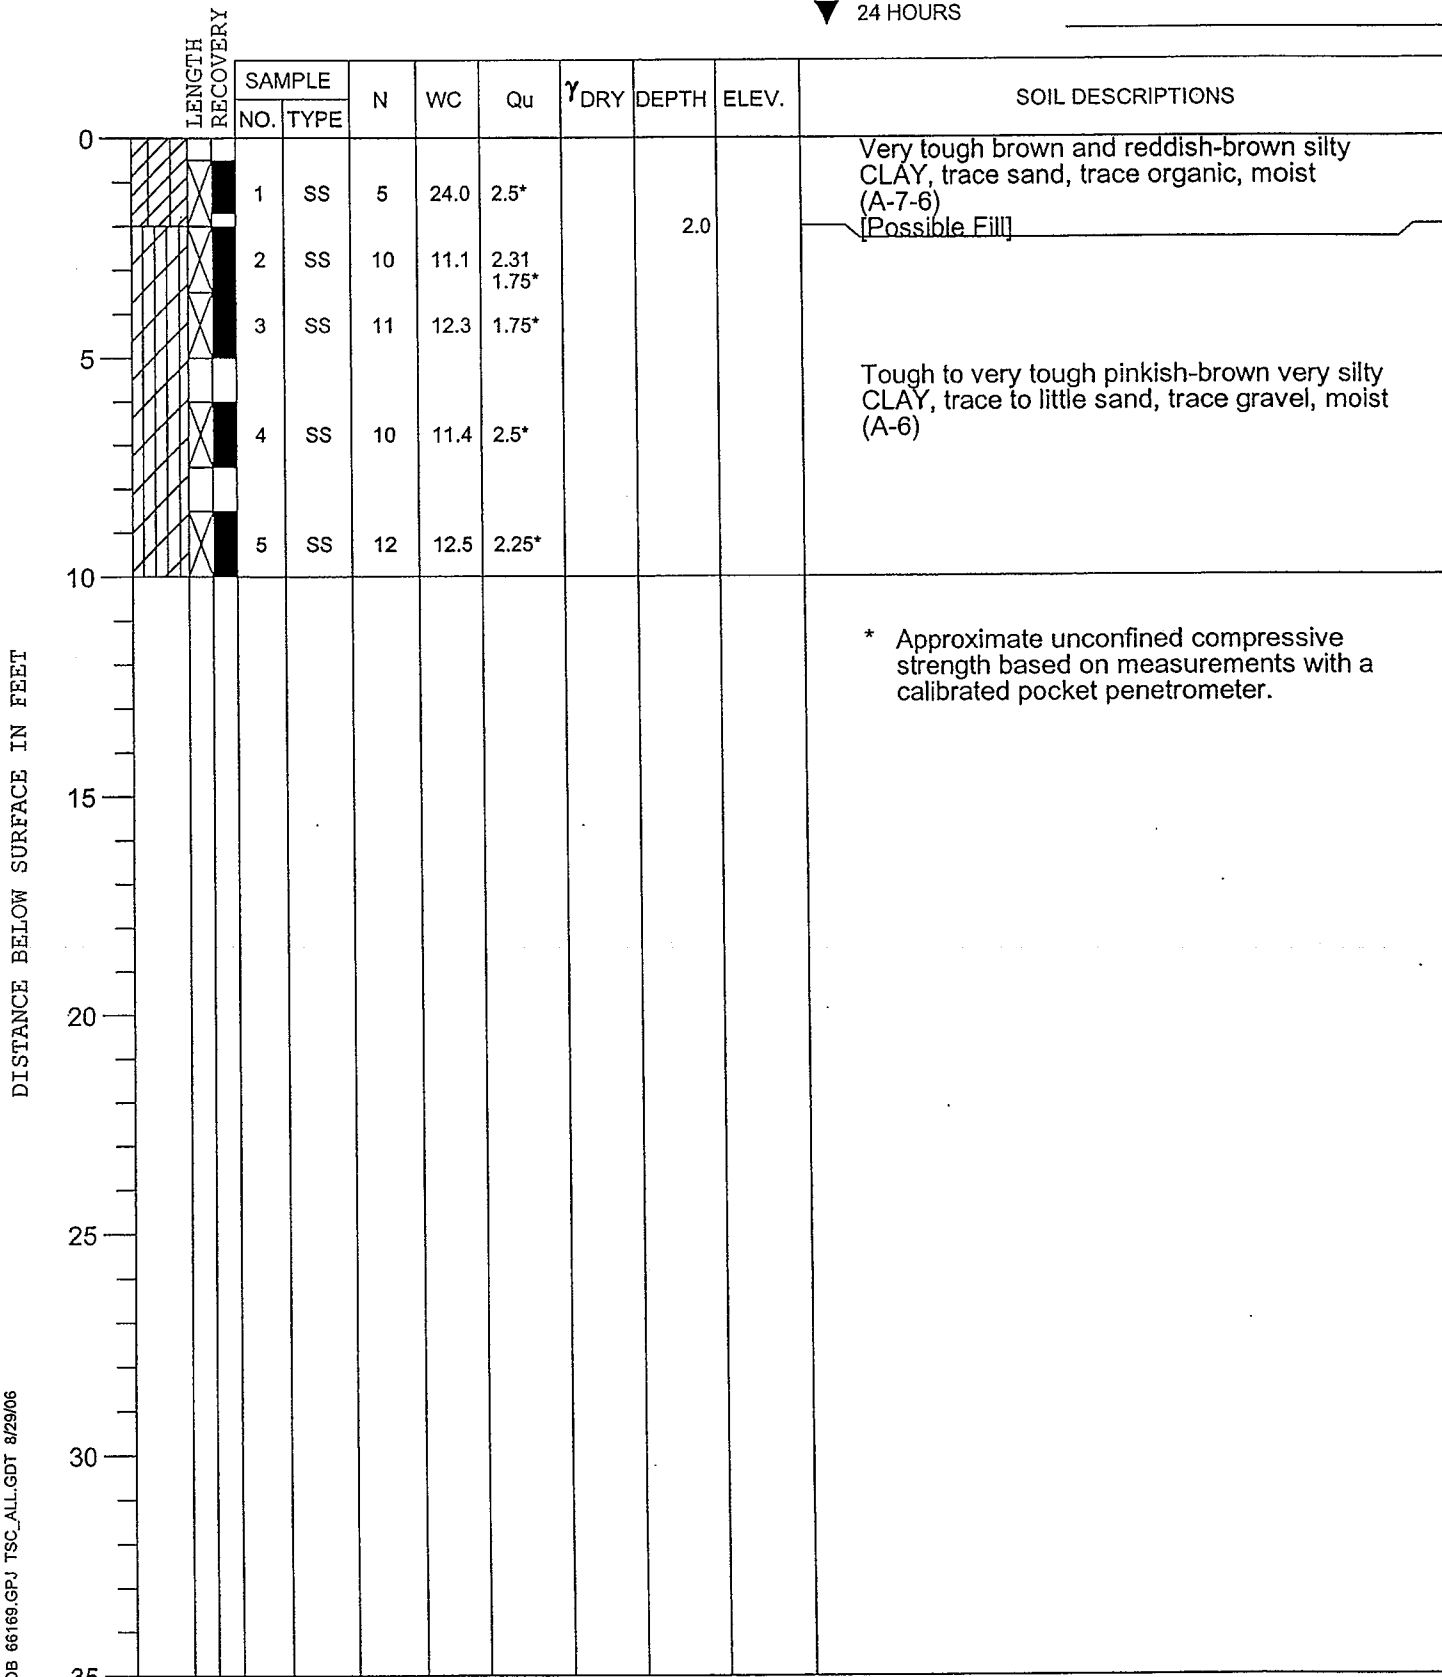 ▼ 24 HOURS
LENGTH
RECOVERY
SAMPLE
NO. TYPE N WC Qu γDRY DEPTH ELEV. SOIL DESCRIPTIONS
0
Very tough brown and reddish-brown silty
CLAY, trace sand, trace organic, moist
(A-7-6)
[Possible Fill]
1 SS 5 24.0 2.5*
2.0
2 SS 10 11.1 2.31
1.75*
3 SS 11 12.3 1.75*
5
Tough to very tough pinkish-brown very silty
CLAY, trace to little sand, trace gravel, moist
(A-6)
4 SS 10 11.4 2.5*
5 SS 12 12.5 2.25*
10
* Approximate unconfined compressive
strength based on measurements with a
calibrated pocket penetrometer.
15
20
25
30
35
DISTANCE BELOW SURFACE IN FEET
66169.GPJ TSC_ALL.GDT 8/29/06